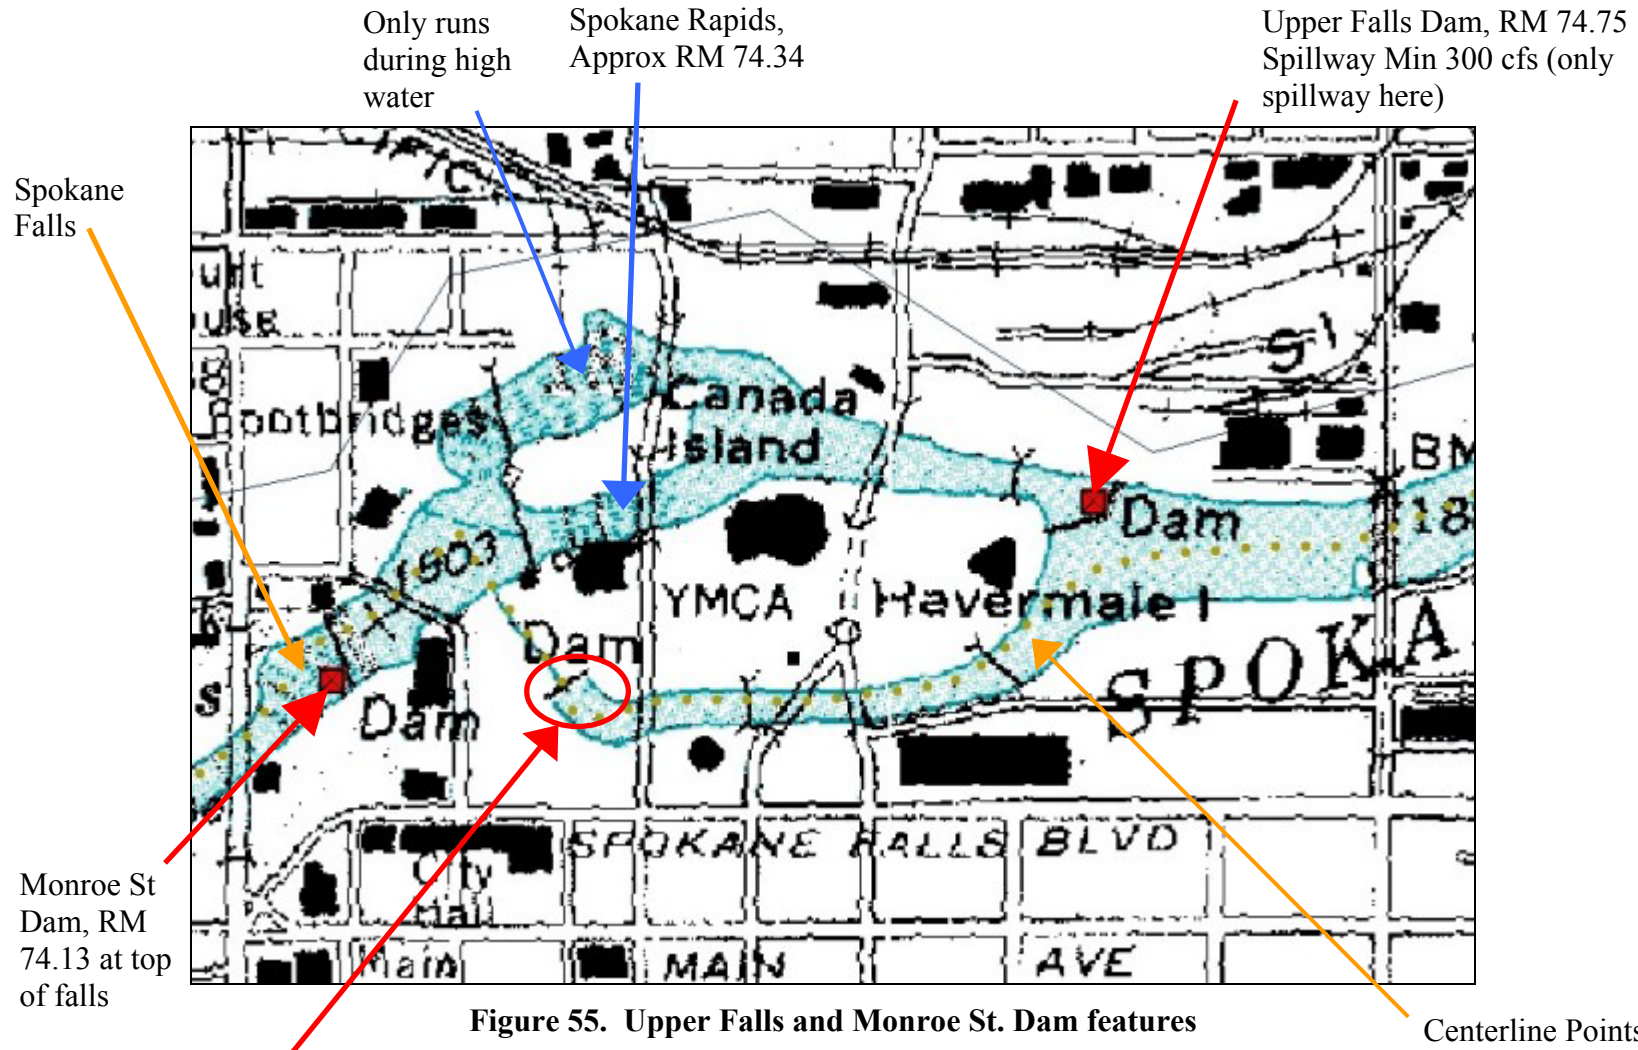 Only runs
during high
water
Spokane Rapids,
Approx RM 74.34
Upper Falls Dam, RM 74.75
Spillway Min 300 cfs (only
spillway here)
Spokane
Falls
Canada
Island
Footbridges
BM
18
Dam
1603
YMCA
Havermale I
Dam
SPOKA
Dam
Monroe St
Dam, RM
74.13 at top
of falls
SPOKANE FALLS BLVD
City
Hall
Main
MAIN AVE
Figure 55. Upper Falls and Monroe St. Dam features
Centerline Points